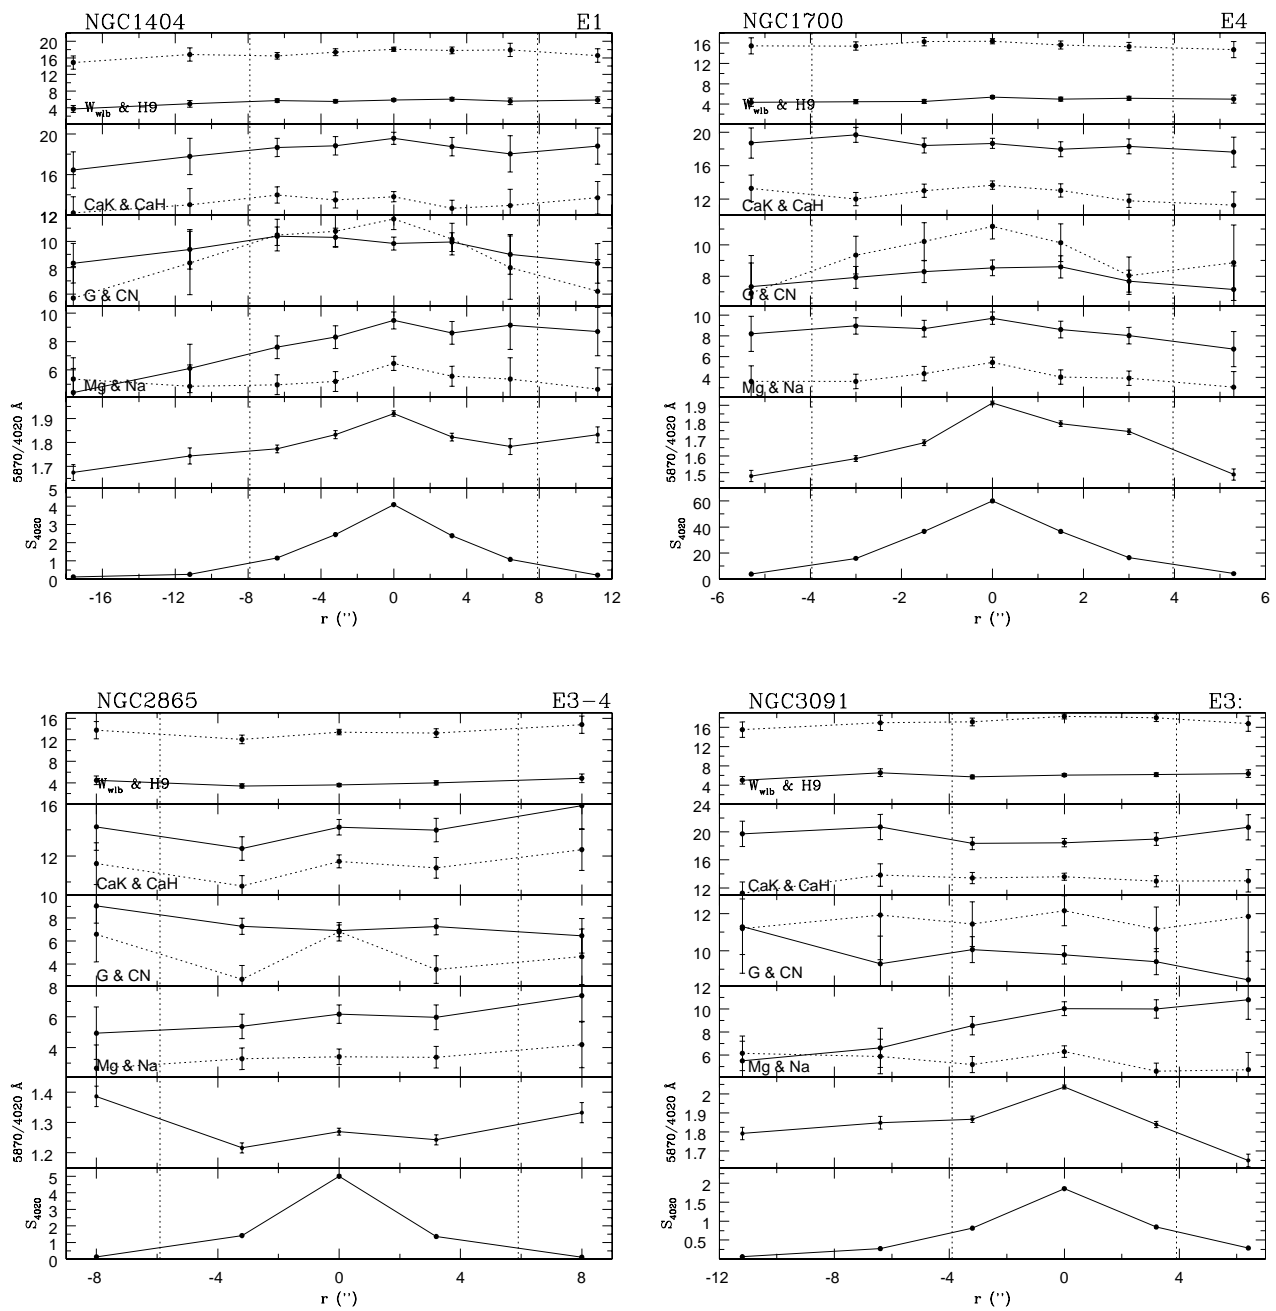 NGC1404 E1
20
16
12
8
4
W_wlb & H9
20
16
CaK & CaH
12
10
8
6
G & CN
10
8
6
Mg & Na
1.9
1.8
1.7
5870/4020 Å
5
4
3
2
1
0
S_4020
-16 -12 -8 -4 0 4 8 12
r (")
NGC1700 E4
16
12
8
4
W_wlb & H9
20
18
16
14
12
CaK & CaH
10
8
G & CN
10
8
6
4
Mg & Na
1.9
1.8
1.7
1.6
1.5
5870/4020 Å
60
40
20
0
S_4020
-6 -4 -2 0 2 4 6
r (")
NGC2865 E3-4
16
12
8
4
W_wlb & H9
16
12
CaK & CaH
10
10
8
6
4
G & CN
8
6
4
Mg & Na
1.4
1.3
1.2
5870/4020 Å
5
4
3
2
1
0
S_4020
-8 -4 0 4 8
r (")
NGC3091 E3:
16
12
8
4
W_wlb & H9
24
20
16
12
CaK & CaH
12
10
G & CN
12
10
8
6
Mg & Na
2
1.9
1.8
1.7
5870/4020 Å
2
1.5
1
0.5
S_4020
-12 -8 -4 0 4
r (")